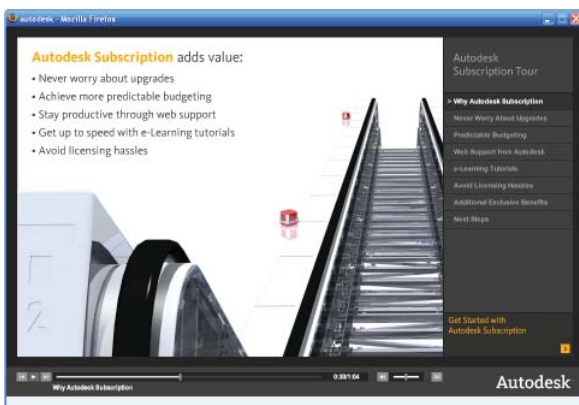 autodesk - Mozilla Firefox
Autodesk Subscription adds value:
• Never worry about upgrades
• Achieve more predictable budgeting
• Stay productive through web support
• Get up to speed with e-Learning tutorials
• Avoid licensing hassles
Autodesk
Subscription Tour
> Why Autodesk Subscription
Never Worry About Upgrades
Predictable Budgeting
Web Support from Autodesk
e-Learning Tutorials
Avoid Licensing Hassles
Additional Exclusive Benefits
Next Steps
Get Started with
Autodesk Subscription
0:30/1:04
Why Autodesk Subscription
Autodesk